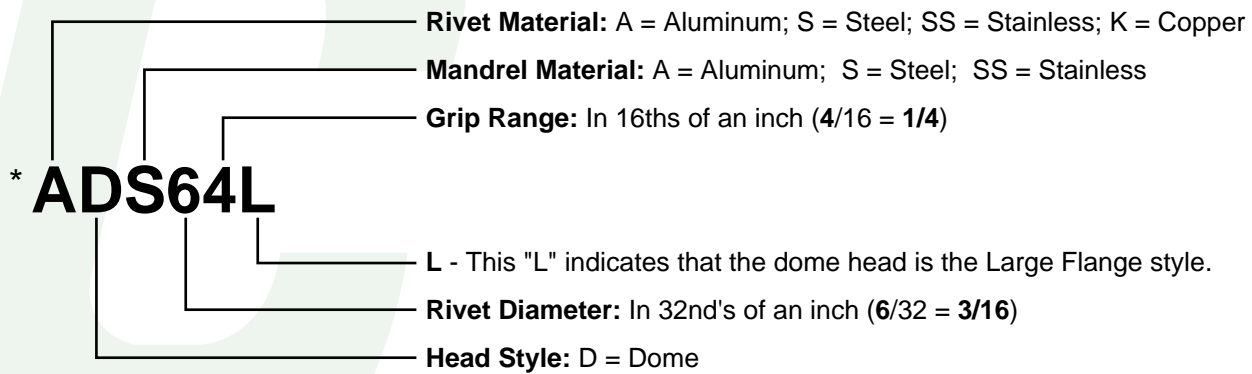 Rivet Material: A = Aluminum; S = Steel; SS = Stainless; K = Copper
Mandrel Material: A = Aluminum; S = Steel; SS = Stainless
Grip Range: In 16ths of an inch (4/16 = 1/4)
* ADS64L
L - This "L" indicates that the dome head is the Large Flange style.
Rivet Diameter: In 32nd's of an inch (6/32 = 3/16)
Head Style: D = Dome